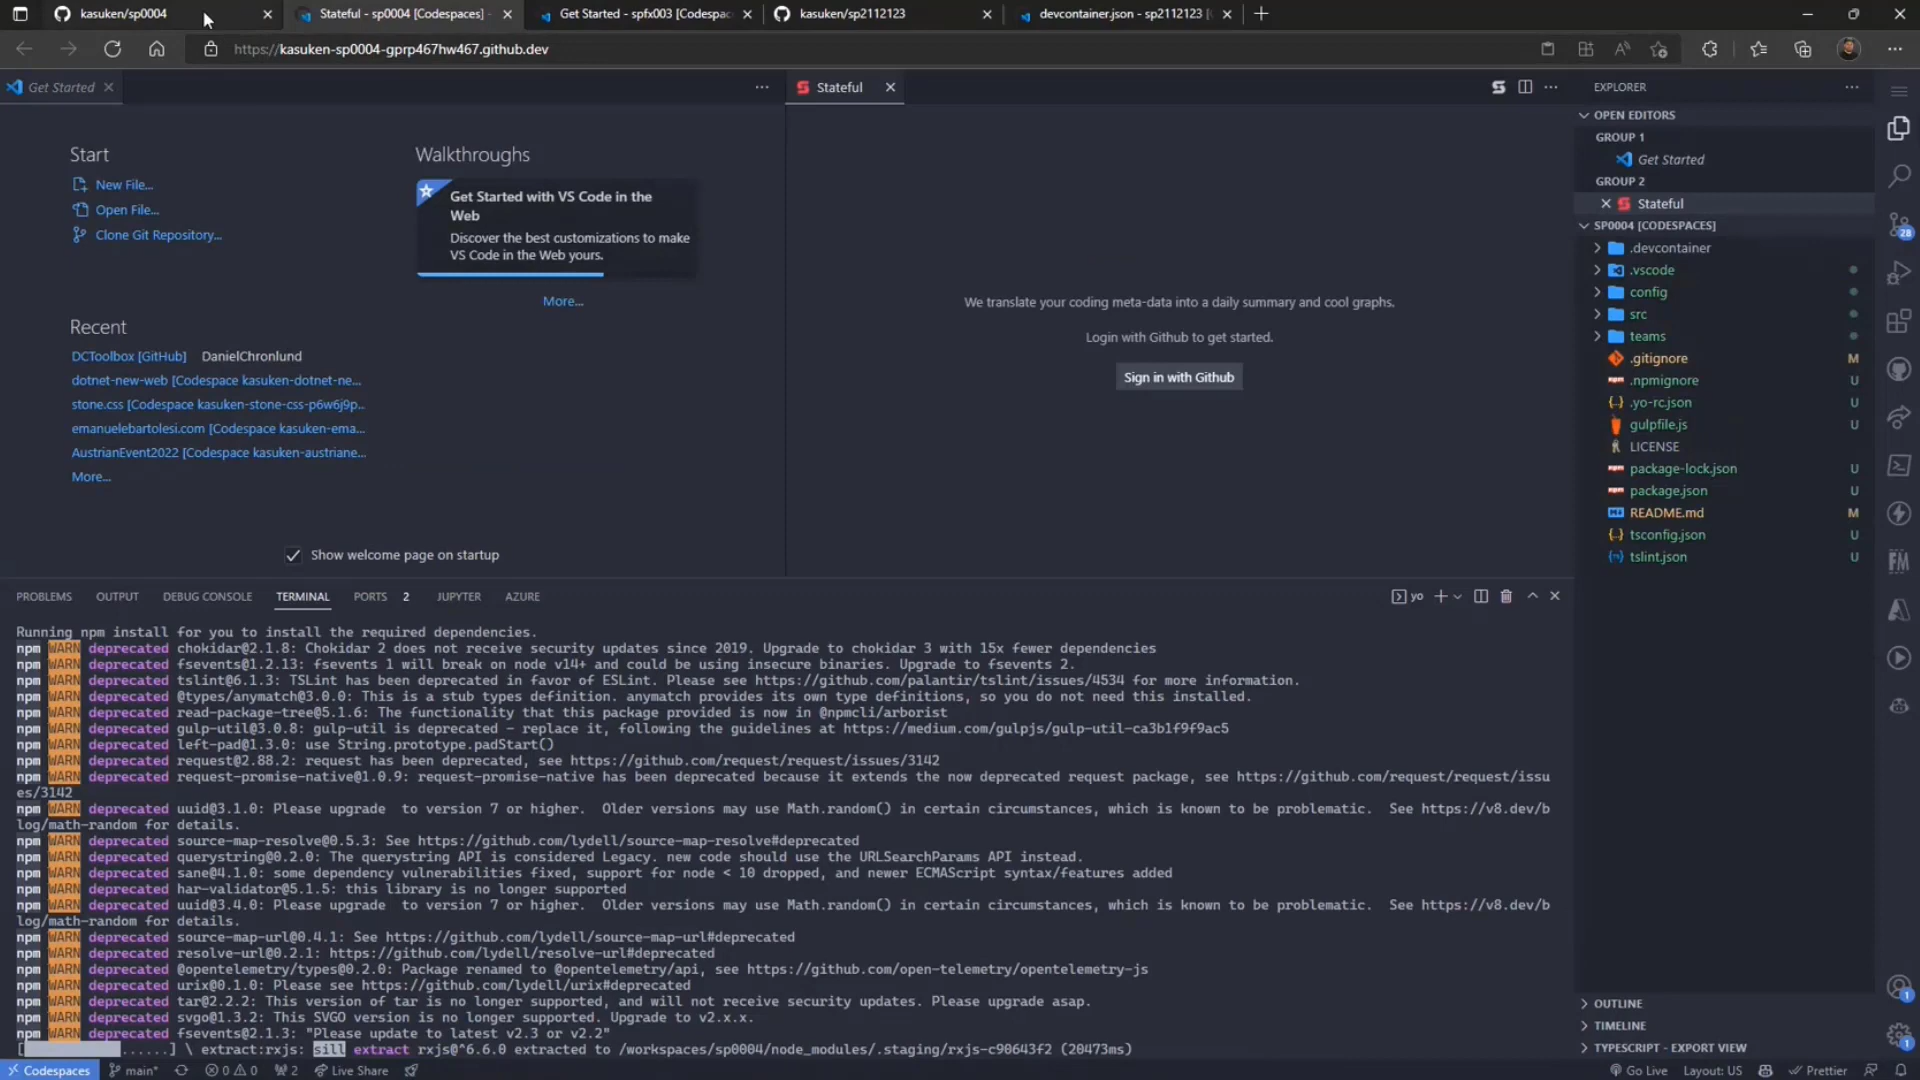 kasuken/sp0004
Stateful - sp0004 [Codespaces] -
Get Started - spfx003 [Codespac
kasuken/sp2112123
devcontainer.json - sp2112123 [
https://kasuken-sp0004-gprp467hw467.github.dev
Get Started
Stateful
EXPLORER
Start
New File...
Open File...
Clone Git Repository...
Walkthroughs
Get Started with VS Code in the
Web
Discover the best customizations to make
VS Code in the Web yours.
More...
Recent
DCToolbox [GitHub] DanielChronlund
dotnet-new-web [Codespace kasuken-dotnet-ne...
stone.css [Codespace kasuken-stone-css-p6w6j9p...
emanuelebartolesi.com [Codespace kasuken-ema...
AustrianEvent2022 [Codespace kasuken-austriane...
More...
Show welcome page on startup
We translate your coding meta-data into a daily summary and cool graphs.
Login with Github to get started.
Sign in with Github
OPEN EDITORS
GROUP 1
Get Started
GROUP 2
Stateful
SP0004 [CODESPACES]
.devcontainer
.vscode
config
src
teams
.gitignore M
.npmignore U
.yo-rc.json U
gulpfile.js U
LICENSE
package-lock.json U
package.json U
README.md M
tsconfig.json U
tslint.json U
OUTLINE
TIMELINE
TYPESCRIPT - EXPORT VIEW
28
FM
1
1
PROBLEMS OUTPUT DEBUG CONSOLE TERMINAL PORTS 2 JUPYTER AZURE
yo
Running npm install for you to install the required dependencies.
npm WARN deprecated chokidar@2.1.8: Chokidar 2 does not receive security updates since 2019. Upgrade to chokidar 3 with 15x fewer dependencies
npm WARN deprecated fsevents@1.2.13: fsevents 1 will break on node v14+ and could be using insecure binaries. Upgrade to fsevents 2.
npm WARN deprecated tslint@6.1.3: TSLint has been deprecated in favor of ESLint. Please see https://github.com/palantir/tslint/issues/4534 for more information.
npm WARN deprecated @types/anymatch@3.0.0: This is a stub types definition. anymatch provides its own type definitions, so you do not need this installed.
npm WARN deprecated read-package-tree@5.1.6: The functionality that this package provided is now in @npmcli/arborist
npm WARN deprecated gulp-util@3.0.8: gulp-util is deprecated - replace it, following the guidelines at https://medium.com/gulpjs/gulp-util-ca3b1f9f9ac5
npm WARN deprecated left-pad@1.3.0: use String.prototype.padStart()
npm WARN deprecated request@2.88.2: request has been deprecated, see https://github.com/request/request/issues/3142
npm WARN deprecated request-promise-native@1.0.9: request-promise-native has been deprecated because it extends the now deprecated request package, see https://github.com/request/request/issu
es/3142
npm WARN deprecated uuid@3.1.0: Please upgrade  to version 7 or higher.  Older versions may use Math.random() in certain circumstances, which is known to be problematic.  See https://v8.dev/b
log/math-random for details.
npm WARN deprecated source-map-resolve@0.5.3: See https://github.com/lydell/source-map-resolve#deprecated
npm WARN deprecated querystring@0.2.0: The querystring API is considered Legacy. new code should use the URLSearchParams API instead.
npm WARN deprecated sane@4.1.0: some dependency vulnerabilities fixed, support for node < 10 dropped, and newer ECMAScript syntax/features added
npm WARN deprecated har-validator@5.1.5: this library is no longer supported
npm WARN deprecated uuid@3.4.0: Please upgrade  to version 7 or higher.  Older versions may use Math.random() in certain circumstances, which is known to be problematic.  See https://v8.dev/b
log/math-random for details.
npm WARN deprecated source-map-url@0.4.1: See https://github.com/lydell/source-map-url#deprecated
npm WARN deprecated resolve-url@0.2.1: https://github.com/lydell/resolve-url#deprecated
npm WARN deprecated @opentelemetry/types@0.2.0: Package renamed to @opentelemetry/api, see https://github.com/open-telemetry/opentelemetry-js
npm WARN deprecated urix@0.1.0: Please see https://github.com/lydell/urix#deprecated
npm WARN deprecated tar@2.2.2: This version of tar is no longer supported, and will not receive security updates. Please upgrade asap.
npm WARN deprecated svgo@1.3.2: This SVGO version is no longer supported. Upgrade to v2.x.x.
npm WARN deprecated fsevents@2.1.3: "Please update to latest v2.3 or v2.2"
[ ......] \ extract:rxjs: sill extract rxjs@^6.6.0 extracted to /workspaces/sp0004/node_modules/.staging/rxjs-c90643f2 (20473ms)
Codespaces main* 0 0 2 Live Share Go Live Layout: US Prettier